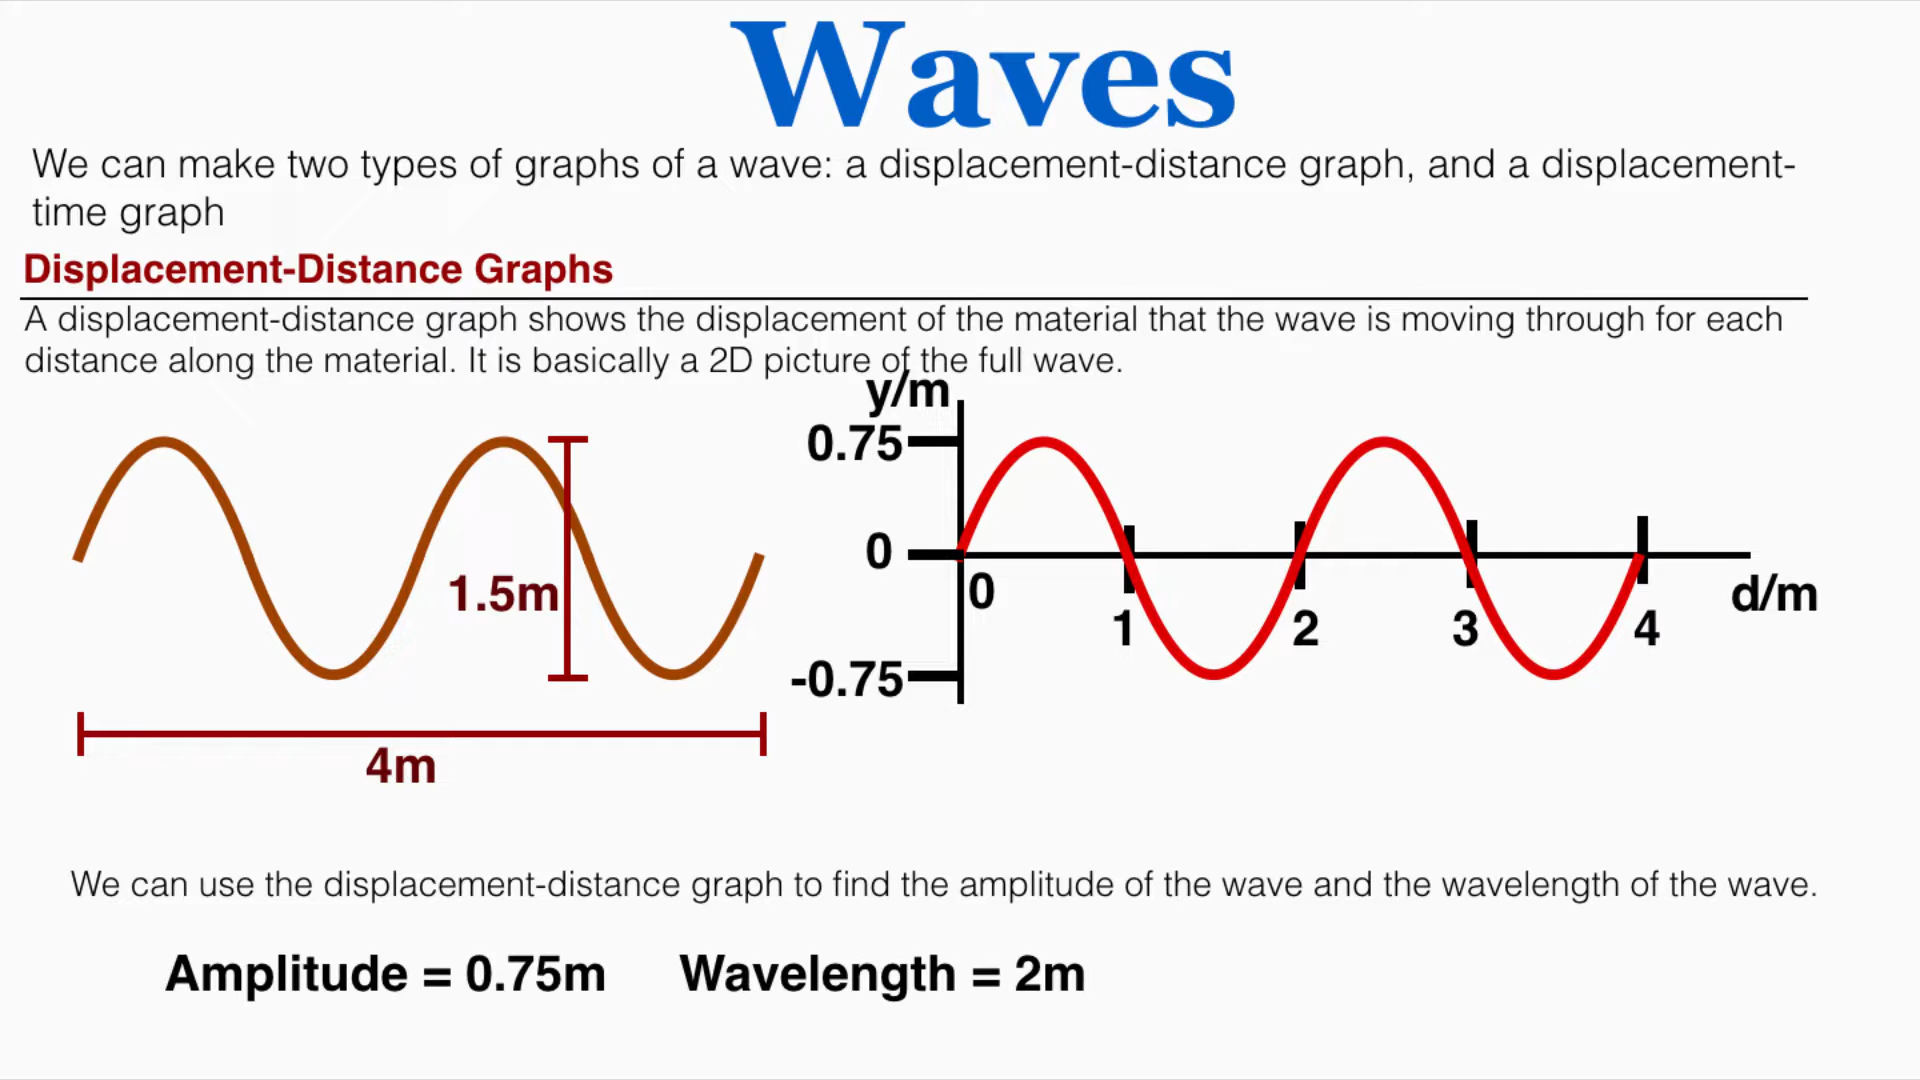 Waves
We can make two types of graphs of a wave: a displacement-distance graph, and a displacement-
time graph
Displacement-Distance Graphs
A displacement-distance graph shows the displacement of the material that the wave is moving through for each
distance along the material. It is basically a 2D picture of the full wave.
1.5m
4m
y/m
0.75
0
-0.75
0
1
2
3
4
d/m
We can use the displacement-distance graph to find the amplitude of the wave and the wavelength of the wave.
Amplitude = 0.75m Wavelength = 2m